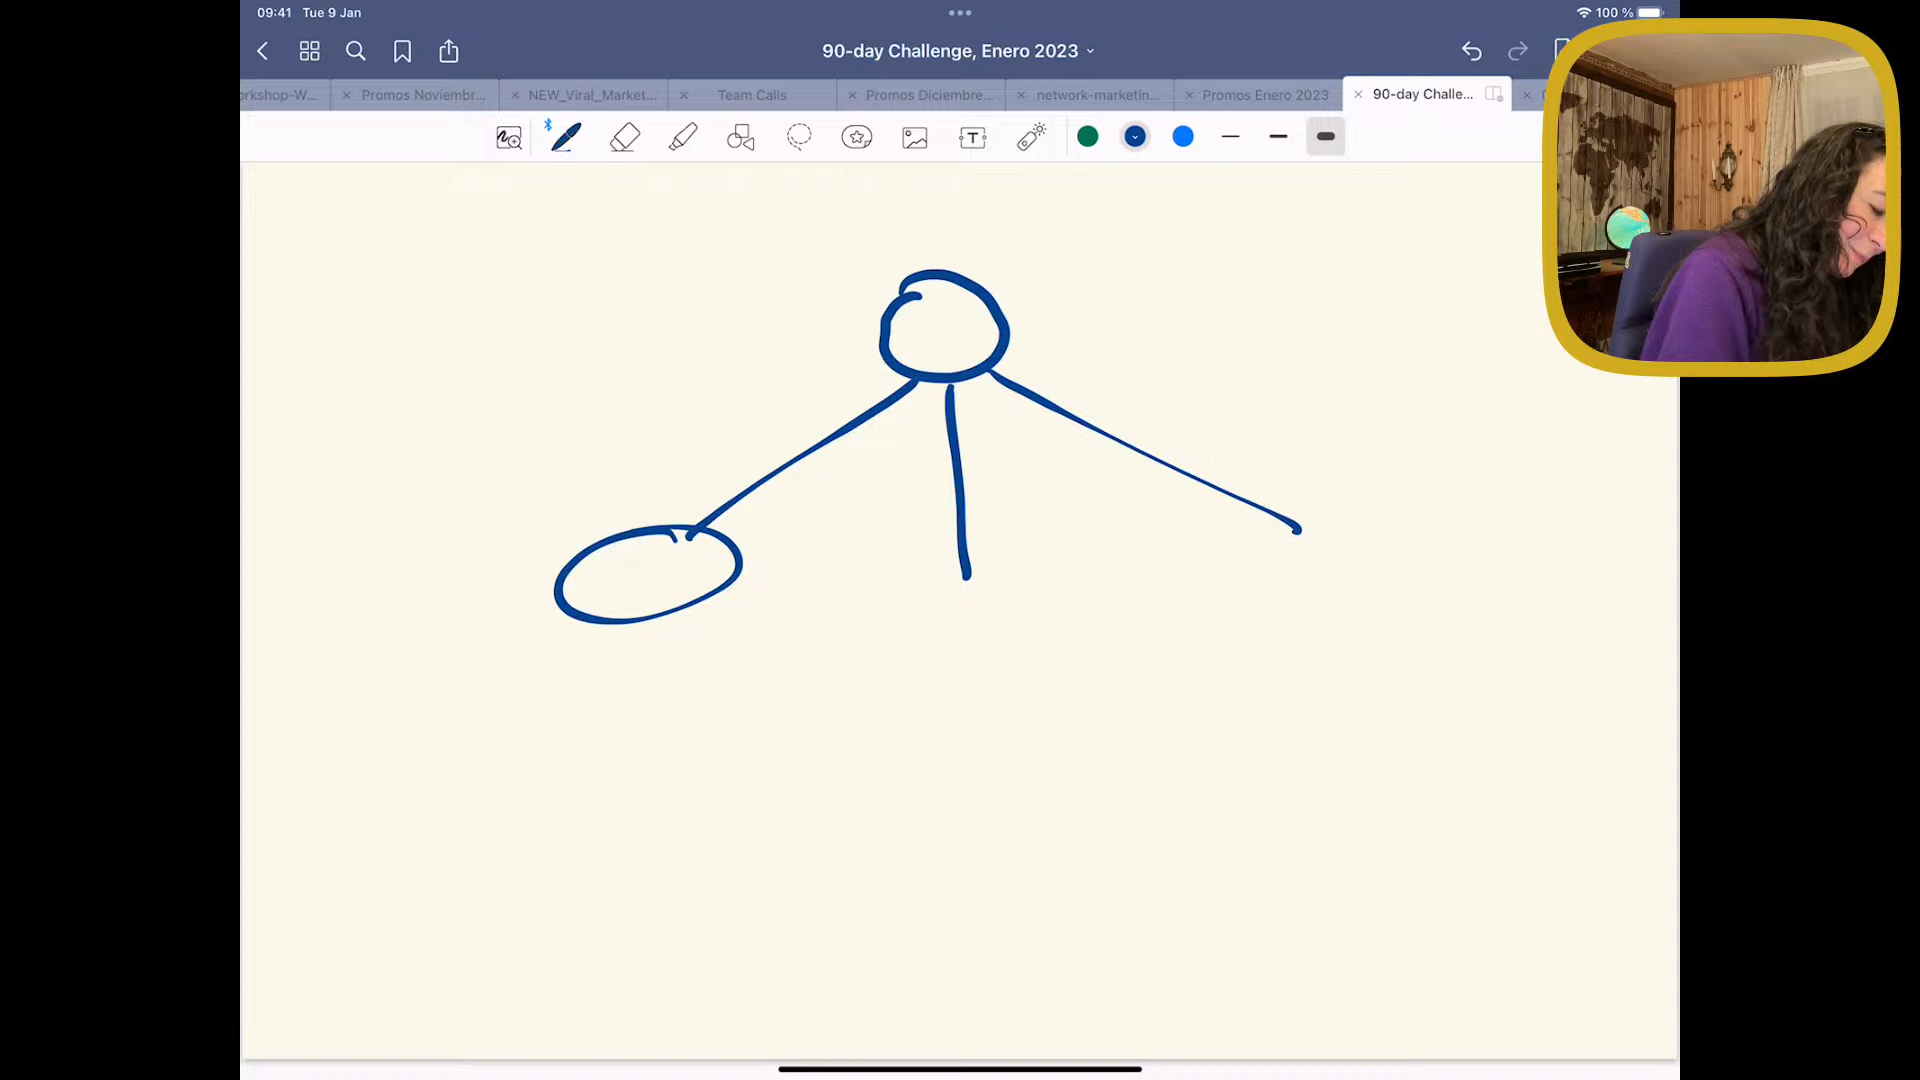 09:41 Tue 9 Jan 100 %
90-day Challenge, Enero 2023
orkshop-W... Promos Noviembr... NEW_Viral_Market... Team Calls Promos Diciembre... network-marketin... Promos Enero 2023 90-day Challe...
T